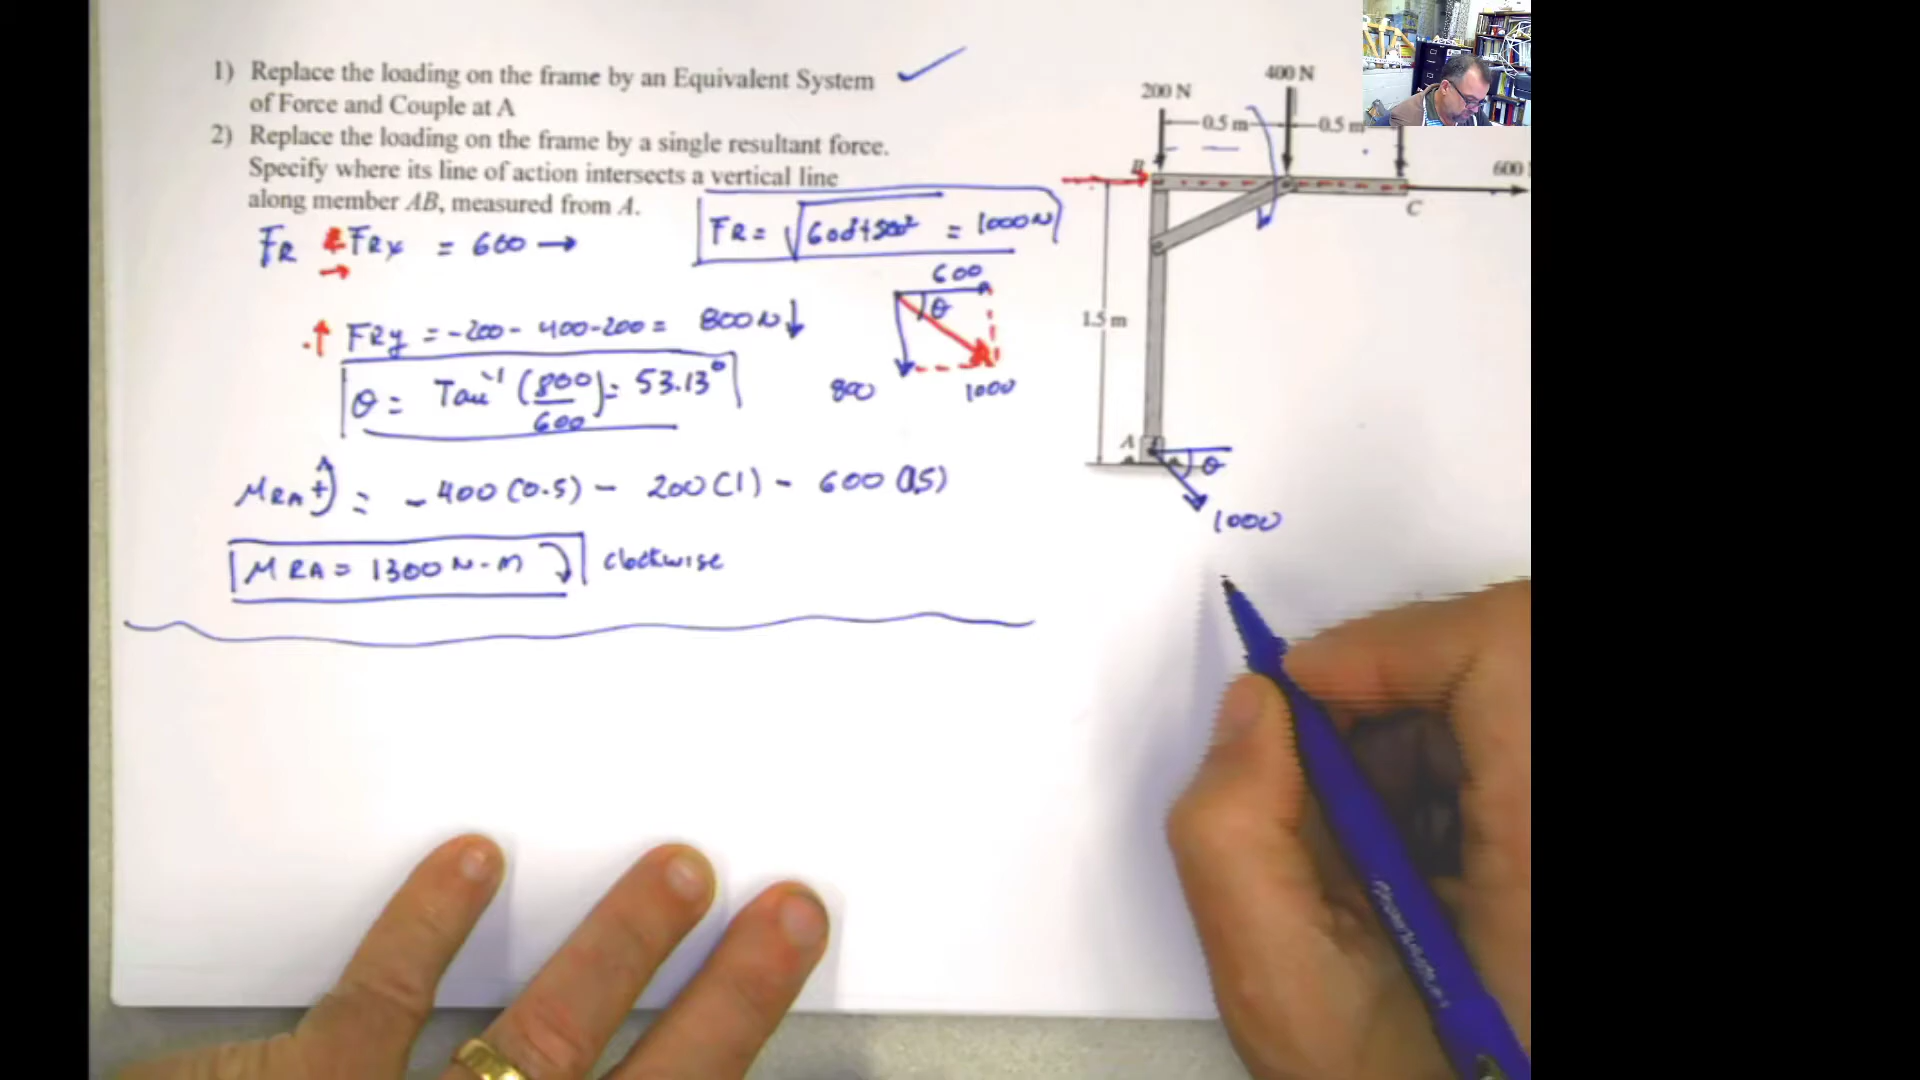 1) Replace the loading on the frame by an Equivalent System
of Force and Couple at A
2) Replace the loading on the frame by a single resultant force.
Specify where its line of action intersects a vertical line
along member AB, measured from A.
FR = √600²+800² = 1000N
FR FRx = 600 →
→
600
θ
800
1000
↑ FRy = -200 - 400 - 200 = 800N ↓
θ = Tan⁻¹ (800/600) = 53.13°
MRA + = - 400 (0.5) - 200 (1) - 600 (1.5)
MRA = 1300 N-m clockwise
200 N
400 N
0.5 m
0.5 m
B
600
C
1.5 m
A
θ
1000